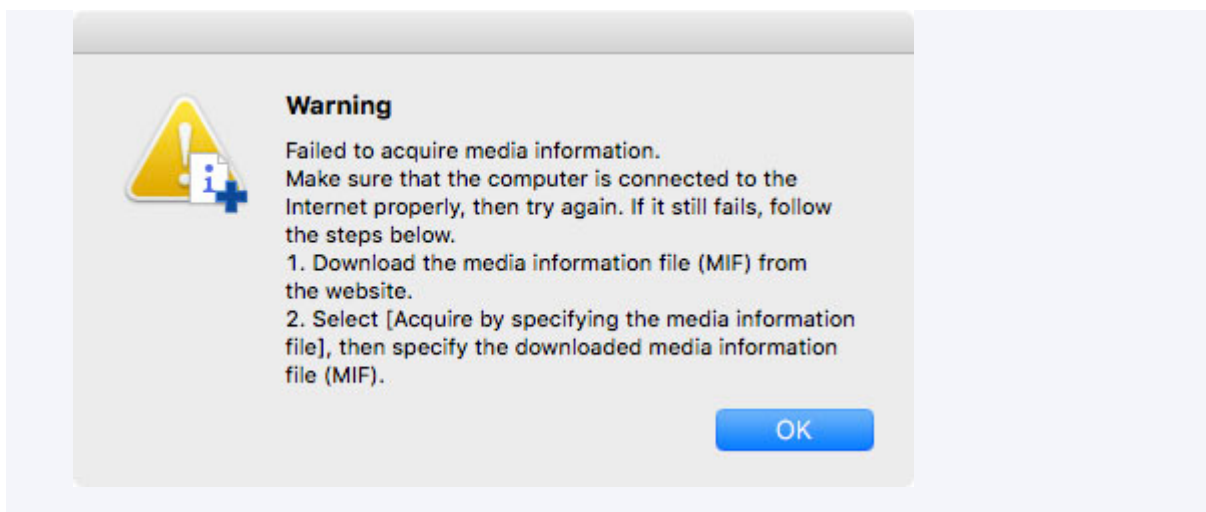 Warning
Failed to acquire media information.
Make sure that the computer is connected to the
Internet properly, then try again. If it still fails, follow
the steps below.
1. Download the media information file (MIF) from
the website.
2. Select [Acquire by specifying the media information
file], then specify the downloaded media information
file (MIF).
OK